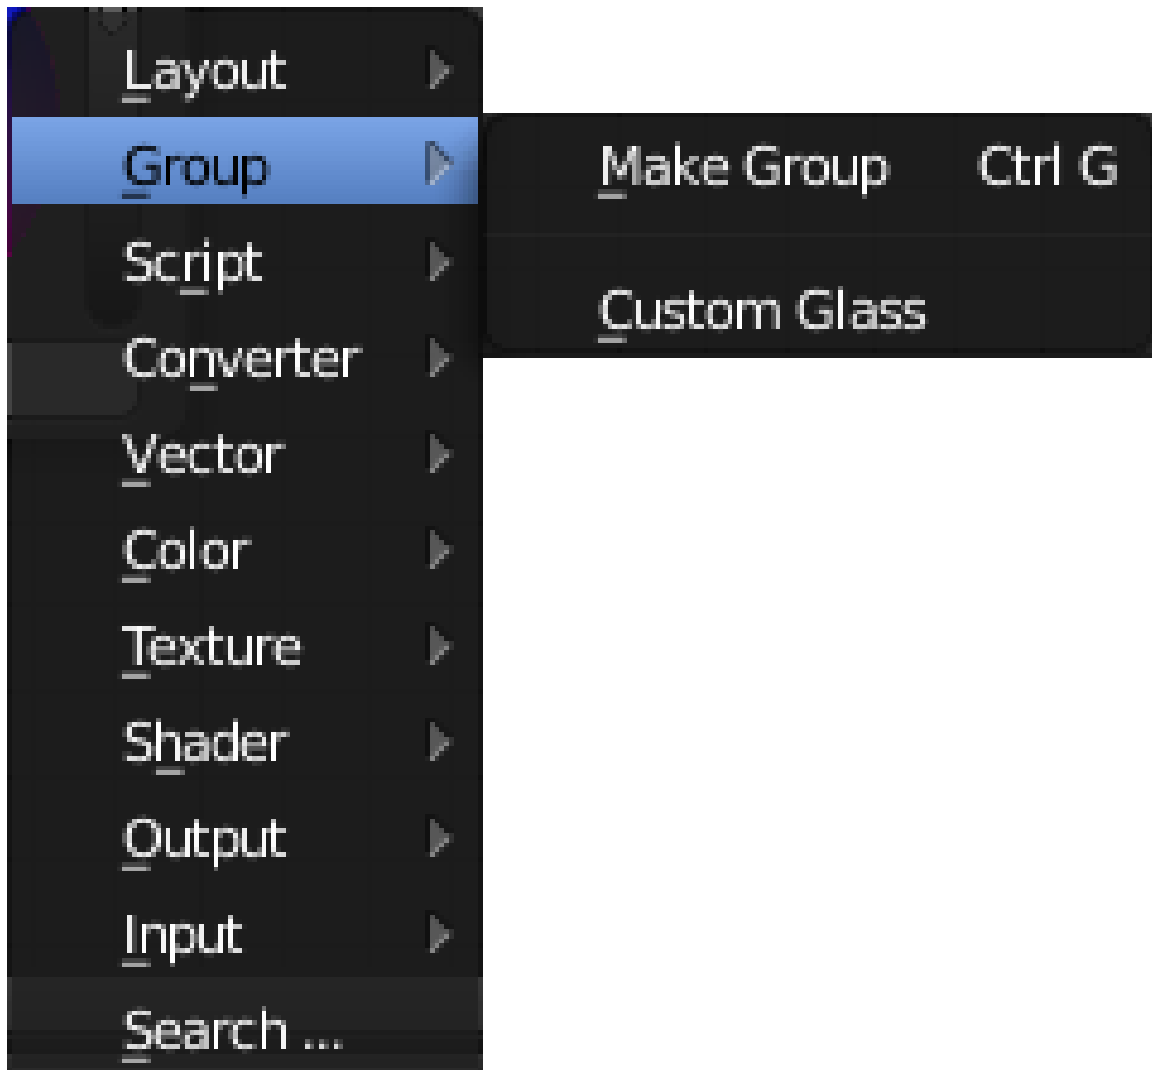 Layout
Group
Make Group Ctrl G
Script
Custom Glass
Converter
Vector
Color
Texture
Shader
Output
Input
Search ...